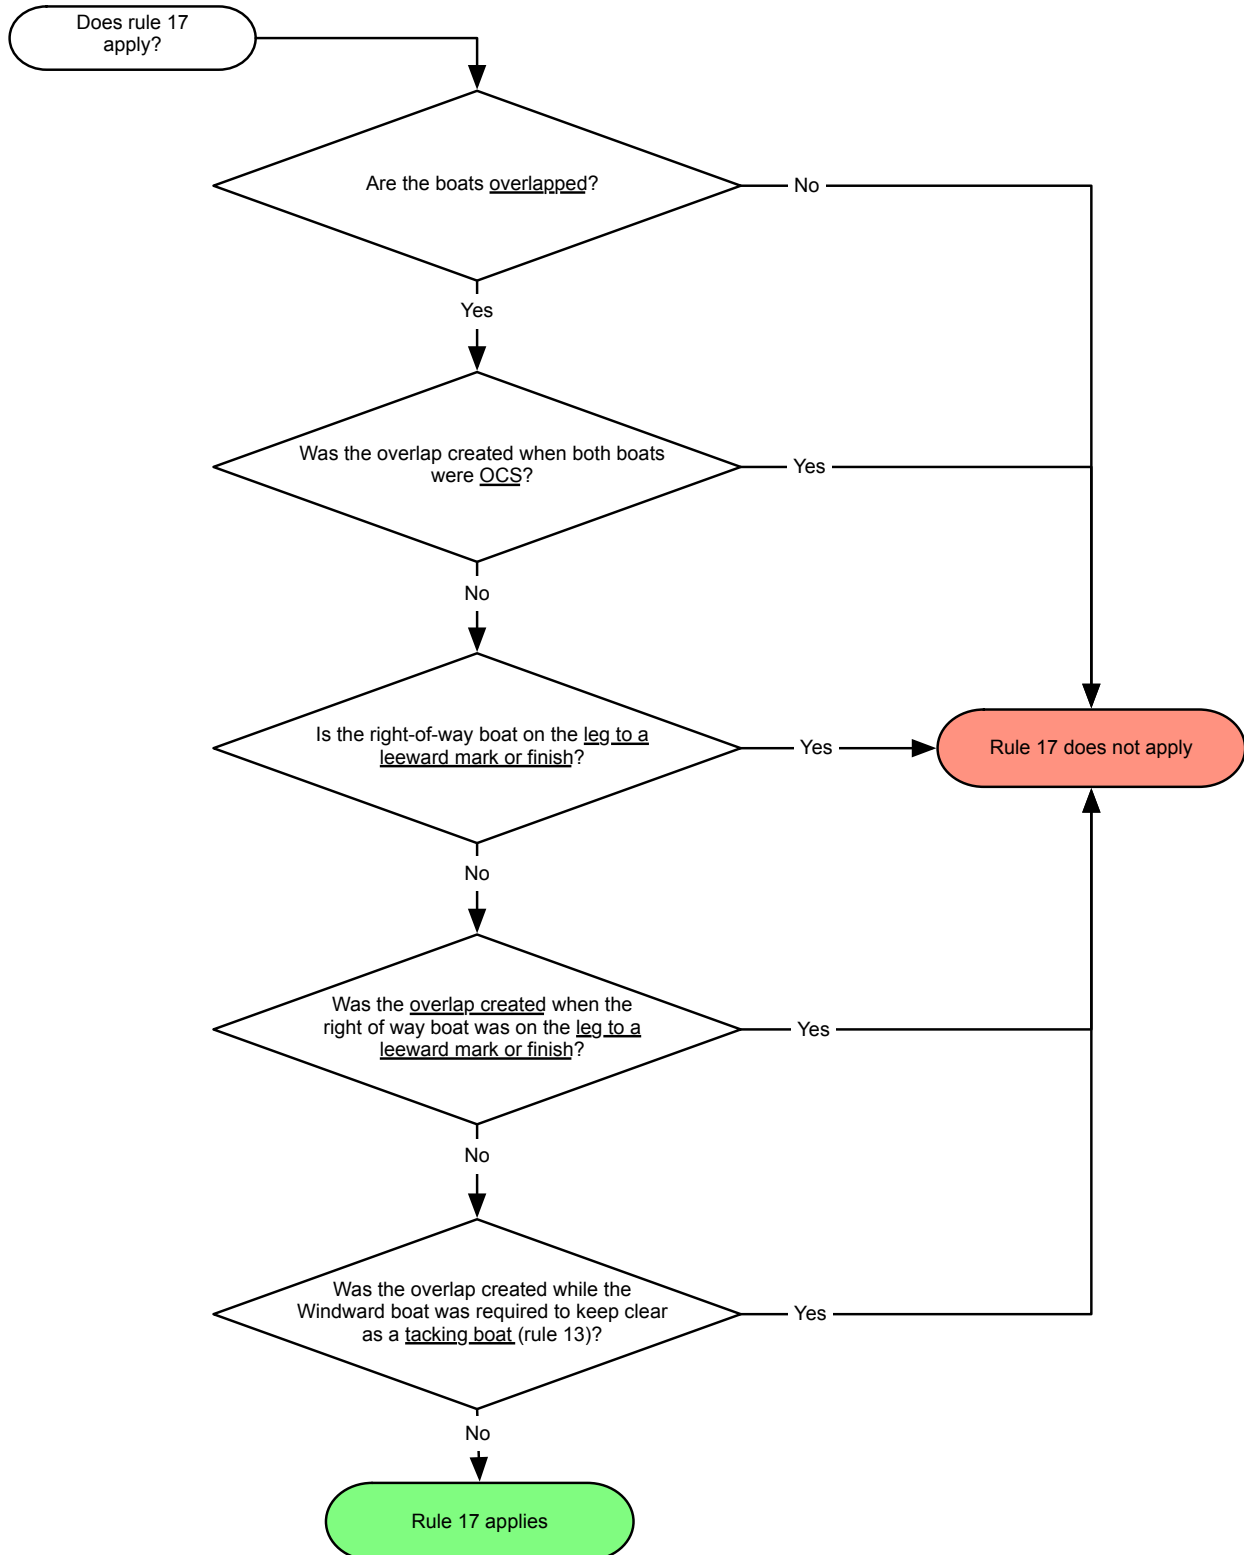 Does rule 17
apply?
Are the boats overlapped?
No
Yes
Was the overlap created when both boats
were OCS?
Yes
No
Is the right-of-way boat on the leg to a
leeward mark or finish?
Yes
Rule 17 does not apply
No
Was the overlap created when the
right of way boat was on the leg to a
leeward mark or finish?
Yes
No
Was the overlap created while the
Windward boat was required to keep clear
as a tacking boat (rule 13)?
Yes
No
Rule 17 applies